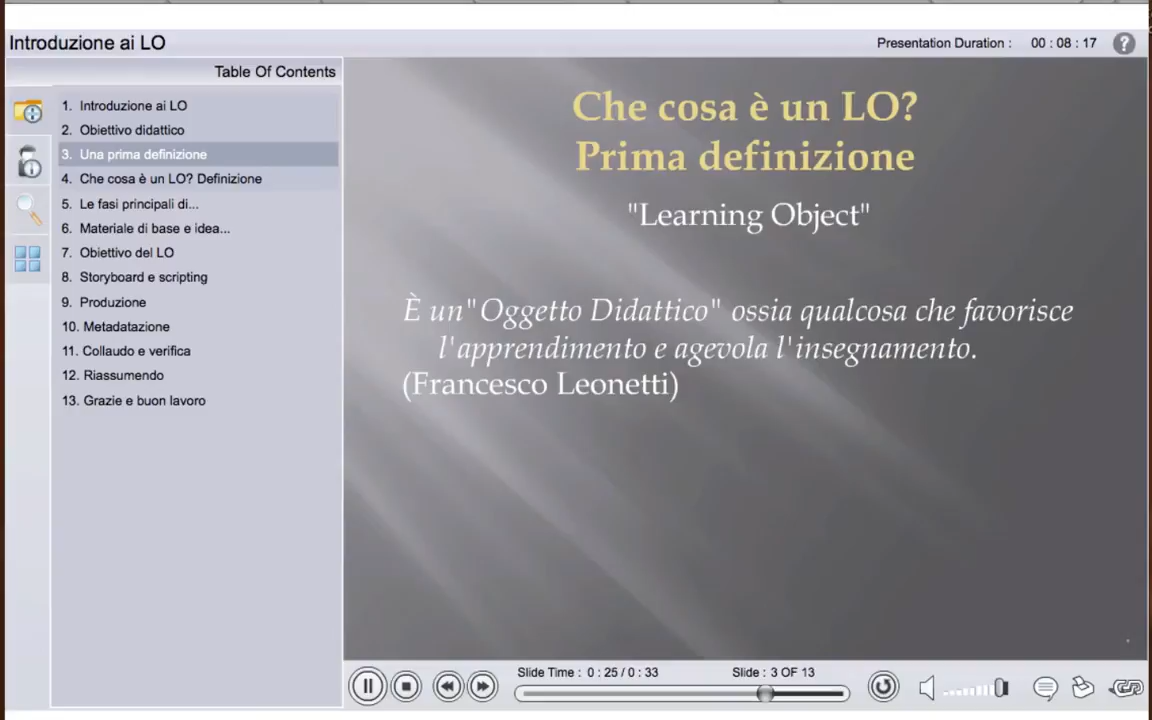 Introduzione ai LO
Presentation Duration : 00 : 08 : 17
?
Table Of Contents
1. Introduzione ai LO
2. Obiettivo didattico
3. Una prima definizione
4. Che cosa è un LO? Definizione
5. Le fasi principali di...
6. Materiale di base e idea...
7. Obiettivo del LO
8. Storyboard e scripting
9. Produzione
10. Metadatazione
11. Collaudo e verifica
12. Riassumendo
13. Grazie e buon lavoro
Che cosa è un LO?
Prima definizione
"Learning Object"
È un"Oggetto Didattico" ossia qualcosa che favorisce
l'apprendimento e agevola l'insegnamento.
(Francesco Leonetti)
Slide Time : 0 : 25 / 0 : 33
Slide : 3 OF 13